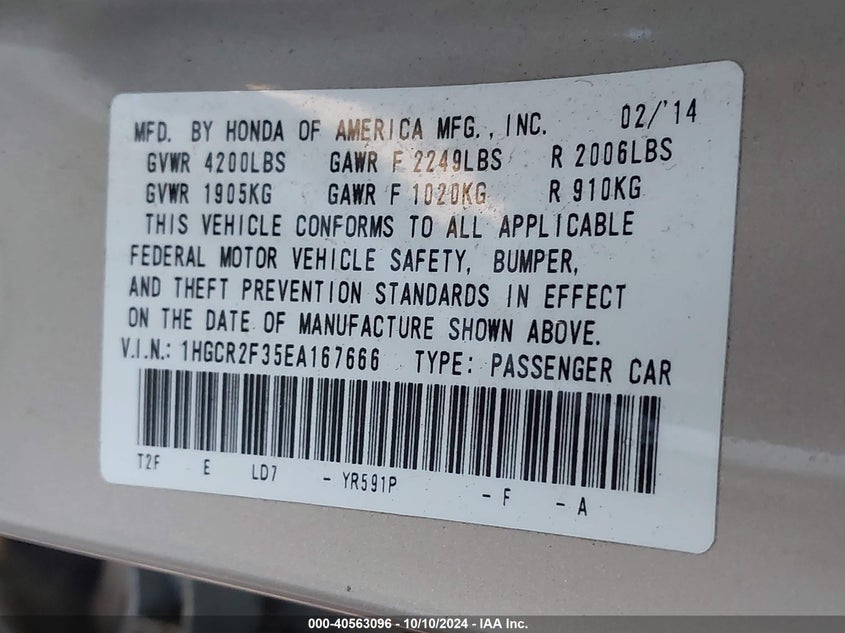 MFD. BY HONDA OF AMERICA MFG., INC. 02/'14
GVWR 4200LBS GAWR F 2249LBS R 2006LBS
GVWR 1905KG GAWR F 1020KG R 910KG
THIS VEHICLE CONFORMS TO ALL APPLICABLE
FEDERAL MOTOR VEHICLE SAFETY, BUMPER,
AND THEFT PREVENTION STANDARDS IN EFFECT
ON THE DATE OF MANUFACTURE SHOWN ABOVE.
V.I.N.: 1HGCR2F35EA167666 TYPE: PASSENGER CAR
T2F E LD7 - YR591P - F - A
000-40563096 - 10/10/2024 - IAA Inc.